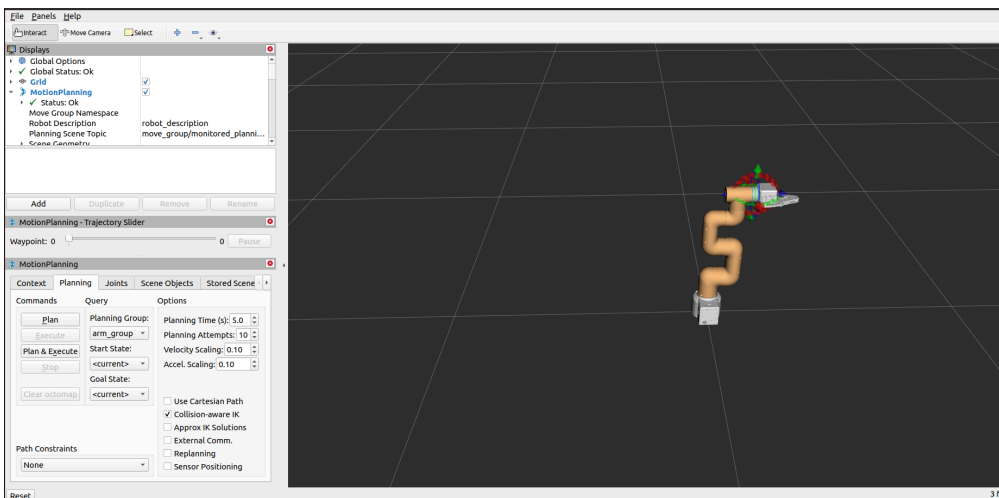 File Panels Help
Interact Move Camera Select
Displays
Global Options
Global Status: Ok
Grid
MotionPlanning
Status: Ok
Move Group Namespace
Robot Description robot_description
Planning Scene Topic move_group/monitored_planni...
Scene Geometry
Add Duplicate Remove Rename
MotionPlanning - Trajectory Slider
Waypoint: 0 0 Pause
MotionPlanning
Context Planning Joints Scene Objects Stored Scene
Commands Query Options
Plan Planning Group: Planning Time (s): 5.0
Execute arm_group Planning Attempts: 10
Plan & Execute Start State: Velocity Scaling: 0.10
Stop <current> Accel. Scaling: 0.10
Goal State:
Clear octomap <current>
Use Cartesian Path
Collision-aware IK
Approx IK Solutions
External Comm.
Path Constraints Replanning
None Sensor Positioning
Reset 3 f